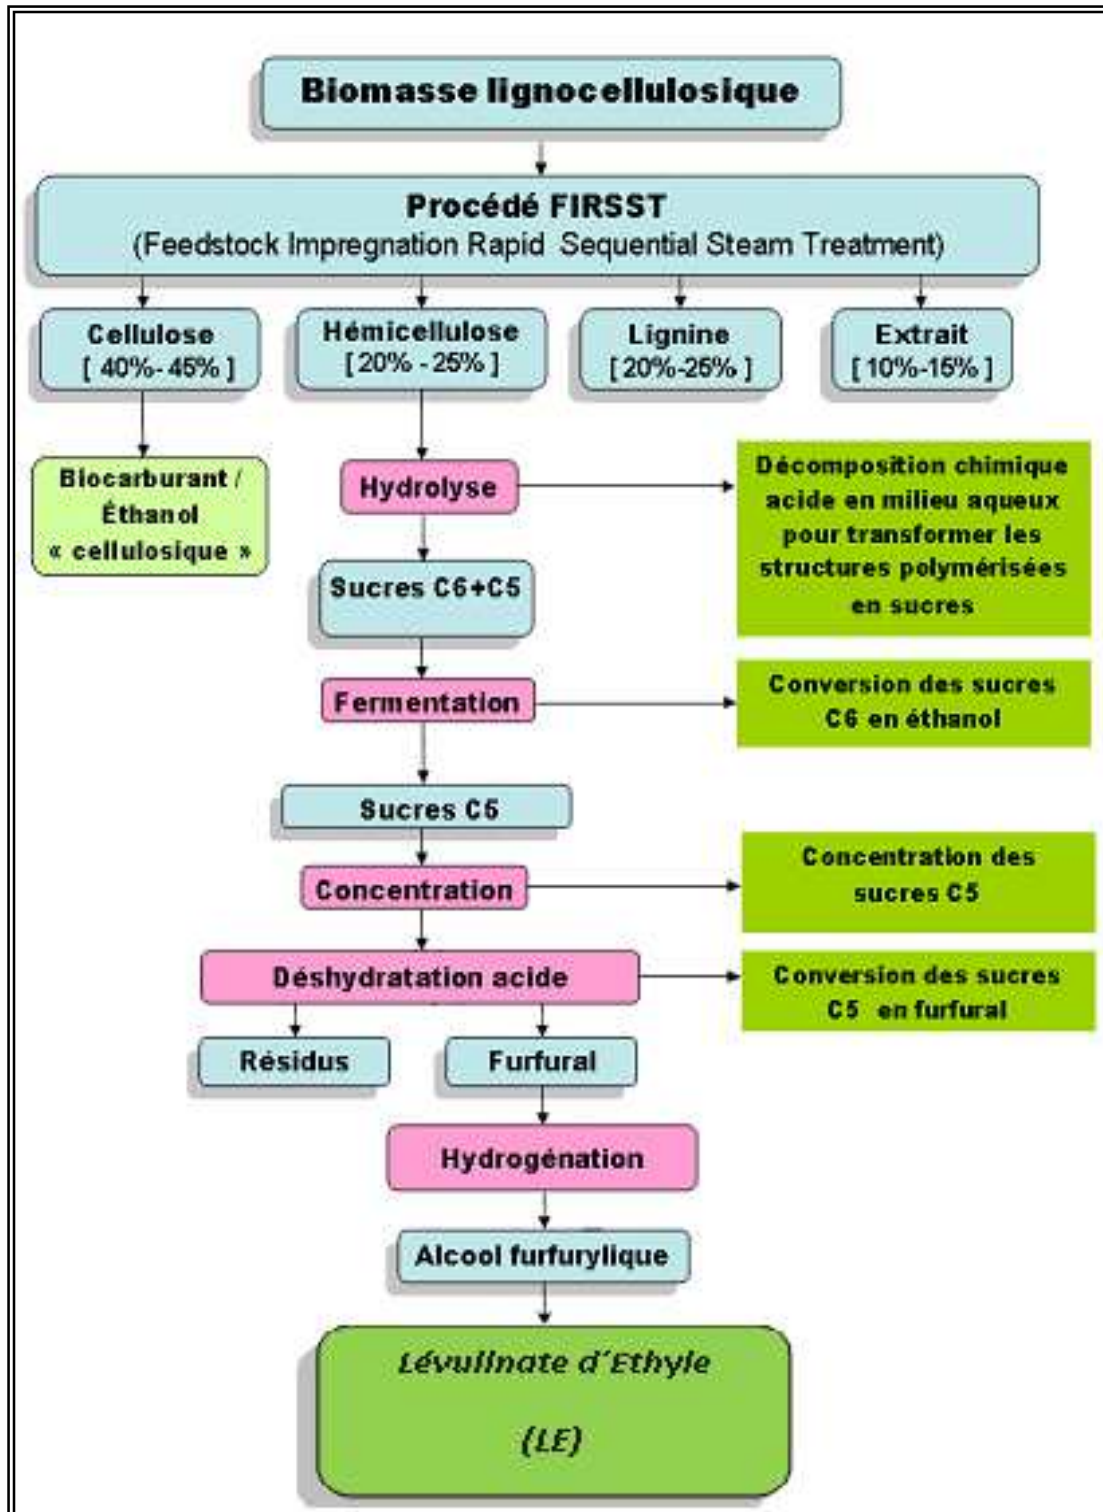 Biomasse lignocellulosique
Procédé FIRSST
(Feedstock Impregnation Rapid Sequential Steam Treatment)
Cellulose
[ 40%- 45% ]
Hémicellulose
[ 20% - 25% ]
Lignine
[ 20%-25% ]
Extrait
[ 10%-15% ]
Biocarburant /
Éthanol
« cellulosique »
Hydrolyse
Décomposition chimique
acide en milieu aqueux
pour transformer les
structures polymérisées
en sucres
Sucres C6+C5
Fermentation
Conversion des sucres
C6 en éthanol
Sucres C5
Concentration
Concentration des
sucres C5
Déshydratation acide
Conversion des sucres
C5 en furfural
Résidus
Furfural
Hydrogénation
Alcool furfurylique
Lévulinate d'Ethyle
(LE)